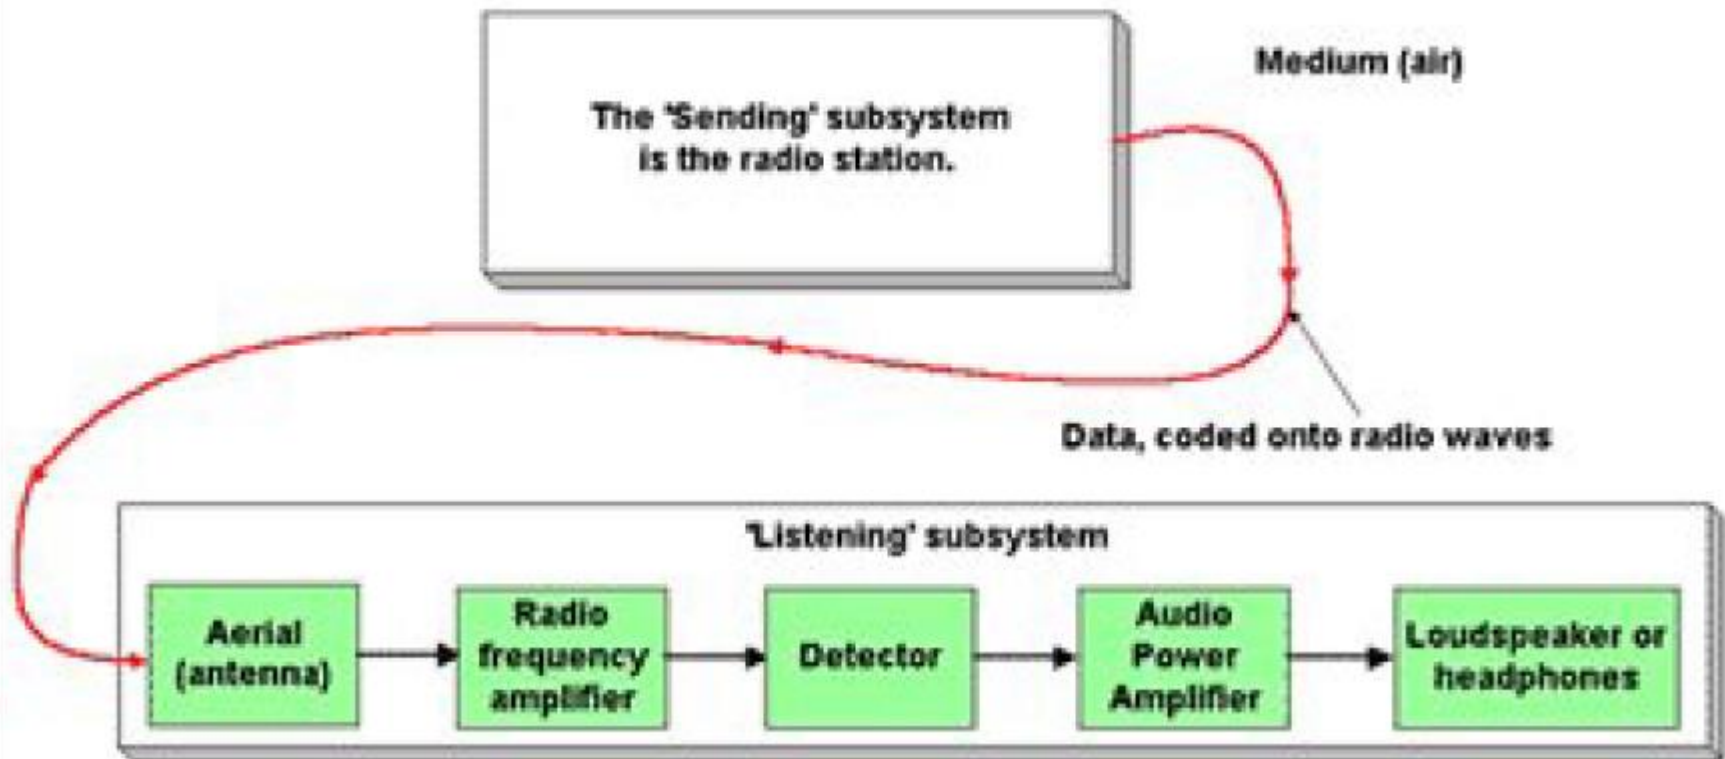 The 'Sending' subsystem
is the radio station.
Medium (air)
Data, coded onto radio waves
'Listening' subsystem
Aerial
(antenna)
Radio
frequency
amplifier
Detector
Audio
Power
Amplifier
Loudspeaker or
headphones